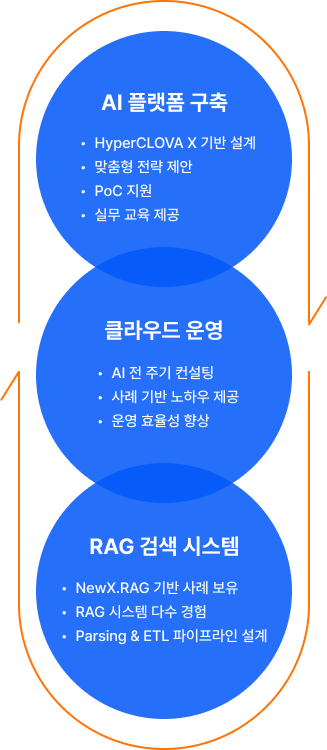 AI 플랫폼 구축
• HyperCLOVA X 기반 설계
• 맞춤형 전략 제안
• PoC 지원
• 실무 교육 제공
클라우드 운영
• AI 전 주기 컨설팅
• 사례 기반 노하우 제공
• 운영 효율성 향상
RAG 검색 시스템
• NewX.RAG 기반 사례 보유
• RAG 시스템 다수 경험
• Parsing & ETL 파이프라인 설계